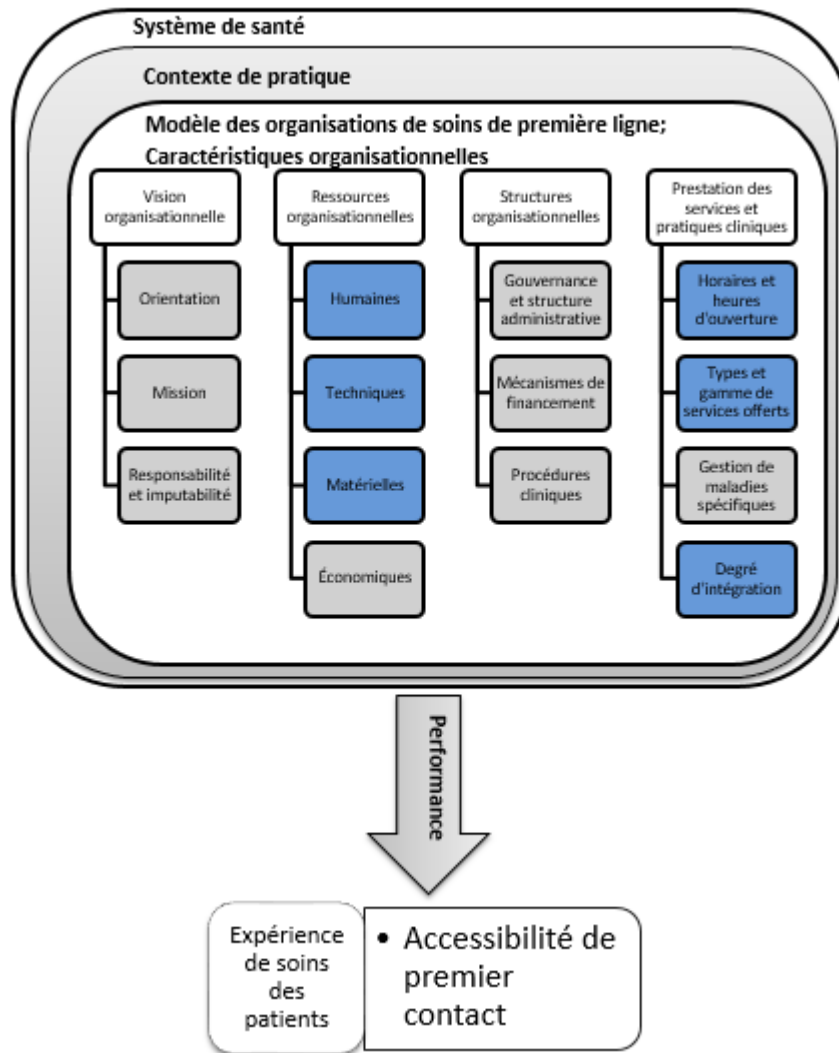 Système de santé
Contexte de pratique
Modèle des organisations de soins de première ligne;
Caractéristiques organisationnelles
Vision
organisationnelle
Orientation
Mission
Responsabilité
et imputabilité
Ressources
organisationnelles
Humaines
Techniques
Matérielles
Économiques
Structures
organisationnelles
Gouvernance
et structure
administrative
Mécanismes de
financement
Procédures
cliniques
Prestation des
services et
pratiques cliniques
Horaires et
heures
d'ouverture
Types et
gamme de
services offerts
Gestion de
maladies
spécifiques
Degré
d'intégration
Performance
Expérience
de soins
des
patients
• Accessibilité de
premier
contact